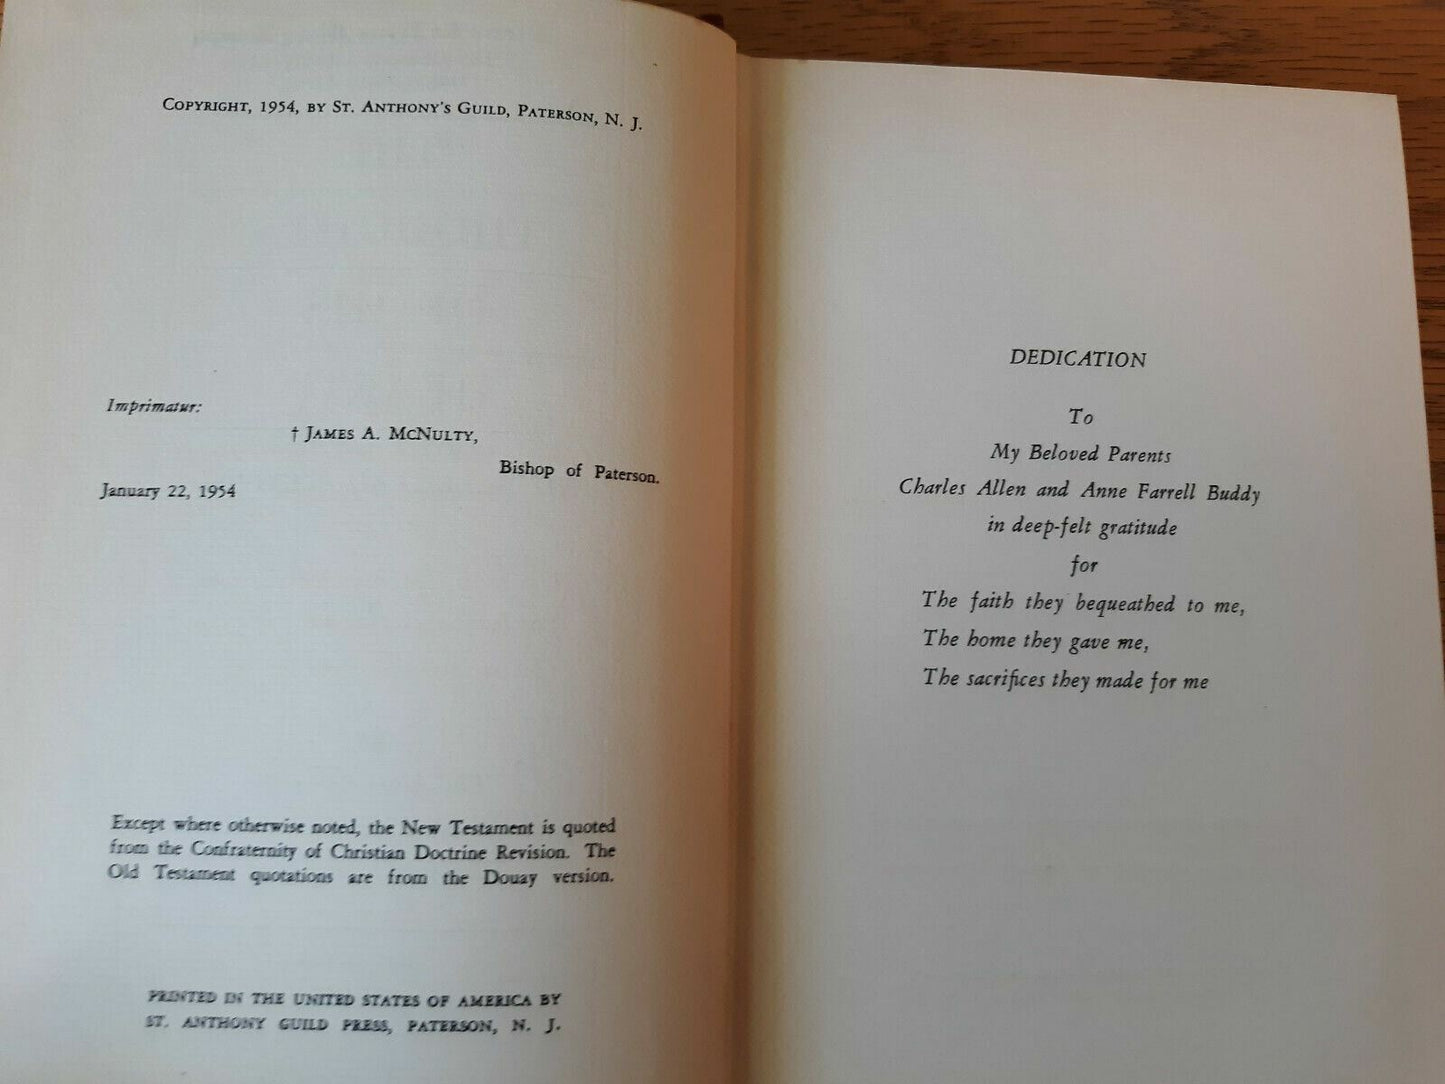 COPYRIGHT, 1954, BY ST. ANTHONY'S GUILD, PATERSON, N. J.
Imprimatur:
† JAMES A. MCNULTY,
Bishop of Paterson.
January 22, 1954
Except where otherwise noted, the New Testament is quoted
from the Confraternity of Christian Doctrine Revision. The
Old Testament quotations are from the Douay version.
PRINTED IN THE UNITED STATES OF AMERICA BY
ST. ANTHONY GUILD PRESS, PATERSON, N. J.
DEDICATION
To
My Beloved Parents
Charles Allen and Anne Farrell Buddy
in deep-felt gratitude
for
The faith they bequeathed to me,
The home they gave me,
The sacrifices they made for me